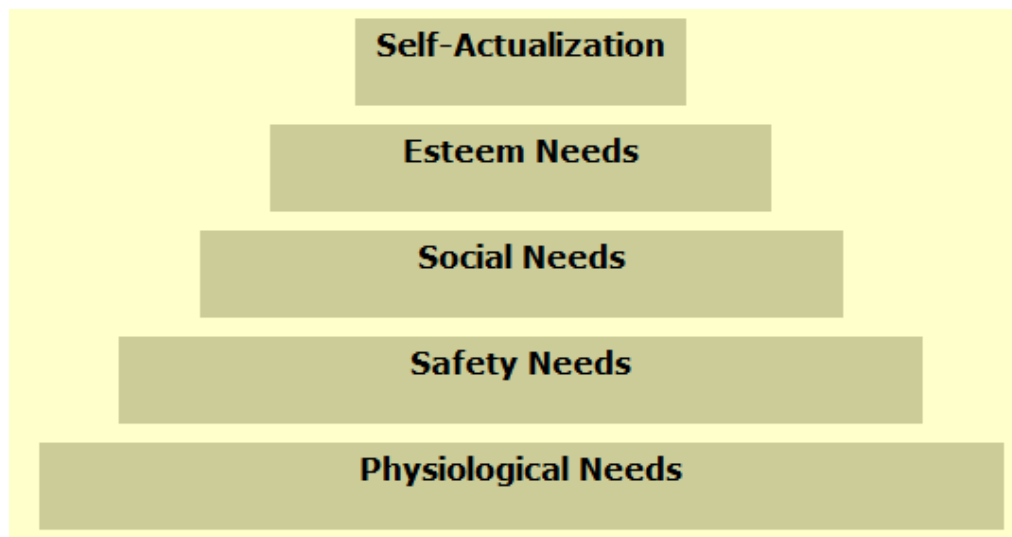 Self-Actualization
Esteem Needs
Social Needs
Safety Needs
Physiological Needs